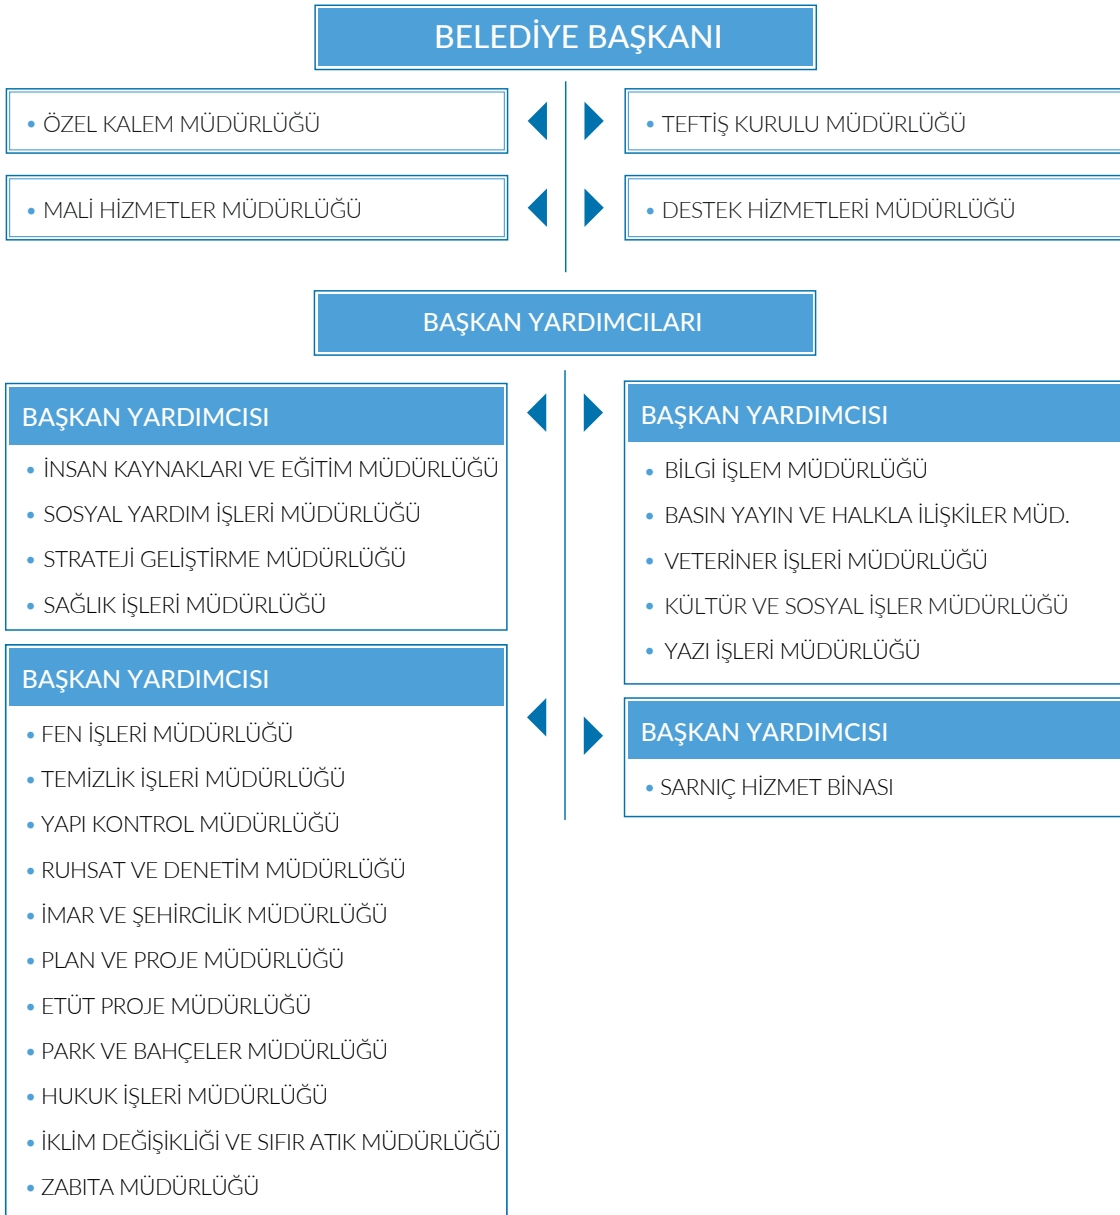 BELEDİYE BAŞKANI
• ÖZEL KALEM MÜDÜRLÜĞÜ
• TEFTİŞ KURULU MÜDÜRLÜĞÜ
• MALİ HİZMETLER MÜDÜRLÜĞÜ
• DESTEK HİZMETLERİ MÜDÜRLÜĞÜ
BAŞKAN YARDIMCILARI
BAŞKAN YARDIMCISI
• İNSAN KAYNAKLARI VE EĞİTİM MÜDÜRLÜĞÜ
• SOSYAL YARDIM İŞLERİ MÜDÜRLÜĞÜ
• STRATEJİ GELİŞTİRME MÜDÜRLÜĞÜ
• SAĞLIK İŞLERİ MÜDÜRLÜĞÜ
BAŞKAN YARDIMCISI
• BİLGİ İŞLEM MÜDÜRLÜĞÜ
• BASIN YAYIN VE HALKLA İLİŞKİLER MÜD.
• VETERİNER İŞLERİ MÜDÜRLÜĞÜ
• KÜLTÜR VE SOSYAL İŞLER MÜDÜRLÜĞÜ
• YAZI İŞLERİ MÜDÜRLÜĞÜ
BAŞKAN YARDIMCISI
• FEN İŞLERİ MÜDÜRLÜĞÜ
• TEMİZLİK İŞLERİ MÜDÜRLÜĞÜ
• YAPI KONTROL MÜDÜRLÜĞÜ
• RUHSAT VE DENETİM MÜDÜRLÜĞÜ
• İMAR VE ŞEHİRCİLİK MÜDÜRLÜĞÜ
• PLAN VE PROJE MÜDÜRLÜĞÜ
• ETÜT PROJE MÜDÜRLÜĞÜ
• PARK VE BAHÇELER MÜDÜRLÜĞÜ
• HUKUK İŞLERİ MÜDÜRLÜĞÜ
• İKLİM DEĞİŞİKLİĞİ VE SIFIR ATIK MÜDÜRLÜĞÜ
• ZABITA MÜDÜRLÜĞÜ
BAŞKAN YARDIMCISI
• SARNIÇ HİZMET BİNASI